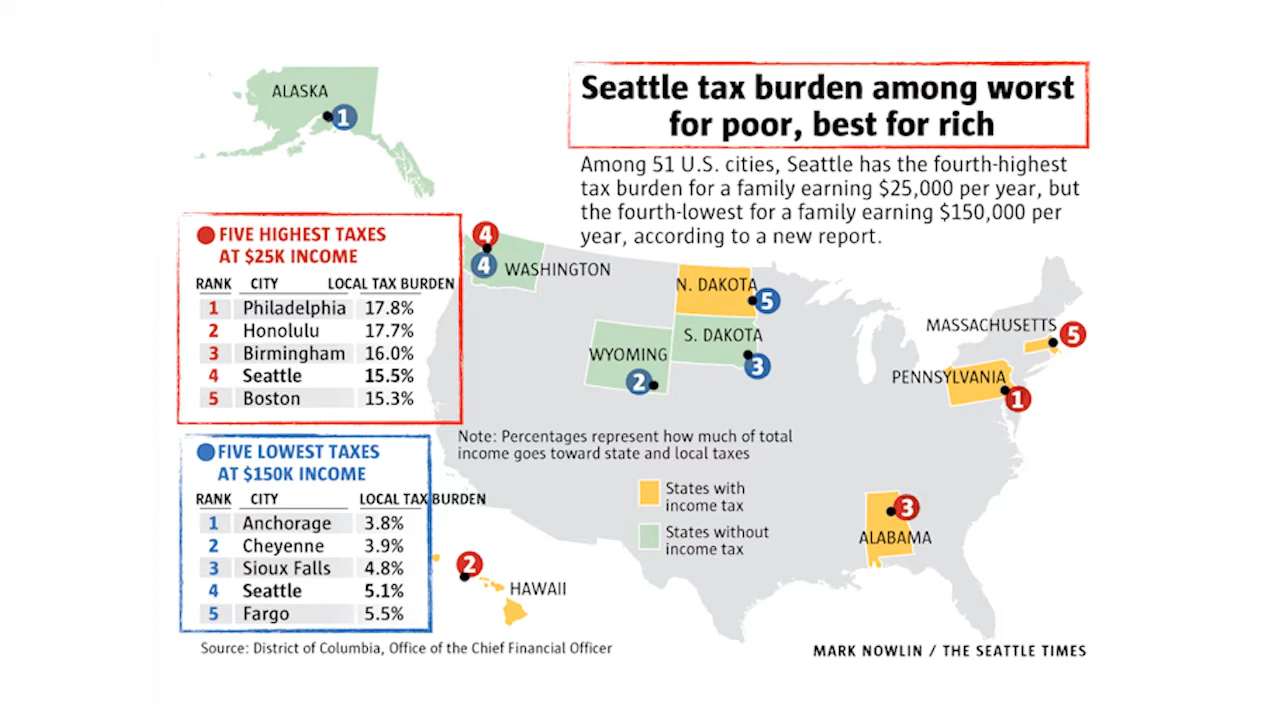 Seattle tax burden among worst
for poor, best for rich
Among 51 U.S. cities, Seattle has the fourth-highest
tax burden for a family earning $25,000 per year, but
the fourth-lowest for a family earning $150,000 per
year, according to a new report.
ALASKA
1
FIVE HIGHEST TAXES
AT $25K INCOME
RANK CITY LOCAL TAX BURDEN
1 Philadelphia 17.8%
2 Honolulu 17.7%
3 Birmingham 16.0%
4 Seattle 15.5%
5 Boston 15.3%
FIVE LOWEST TAXES
AT $150K INCOME
RANK CITY LOCAL TAX BURDEN
1 Anchorage 3.8%
2 Cheyenne 3.9%
3 Sioux Falls 4.8%
4 Seattle 5.1%
5 Fargo 5.5%
4
4
WASHINGTON
N. DAKOTA
5
S. DAKOTA
3
WYOMING
2
MASSACHUSETTS
5
PENNSYLVANIA
1
Note: Percentages represent how much of total
income goes toward state and local taxes
States with
income tax
States without
income tax
3
ALABAMA
2
HAWAII
Source: District of Columbia, Office of the Chief Financial Officer
MARK NOWLIN / THE SEATTLE TIMES